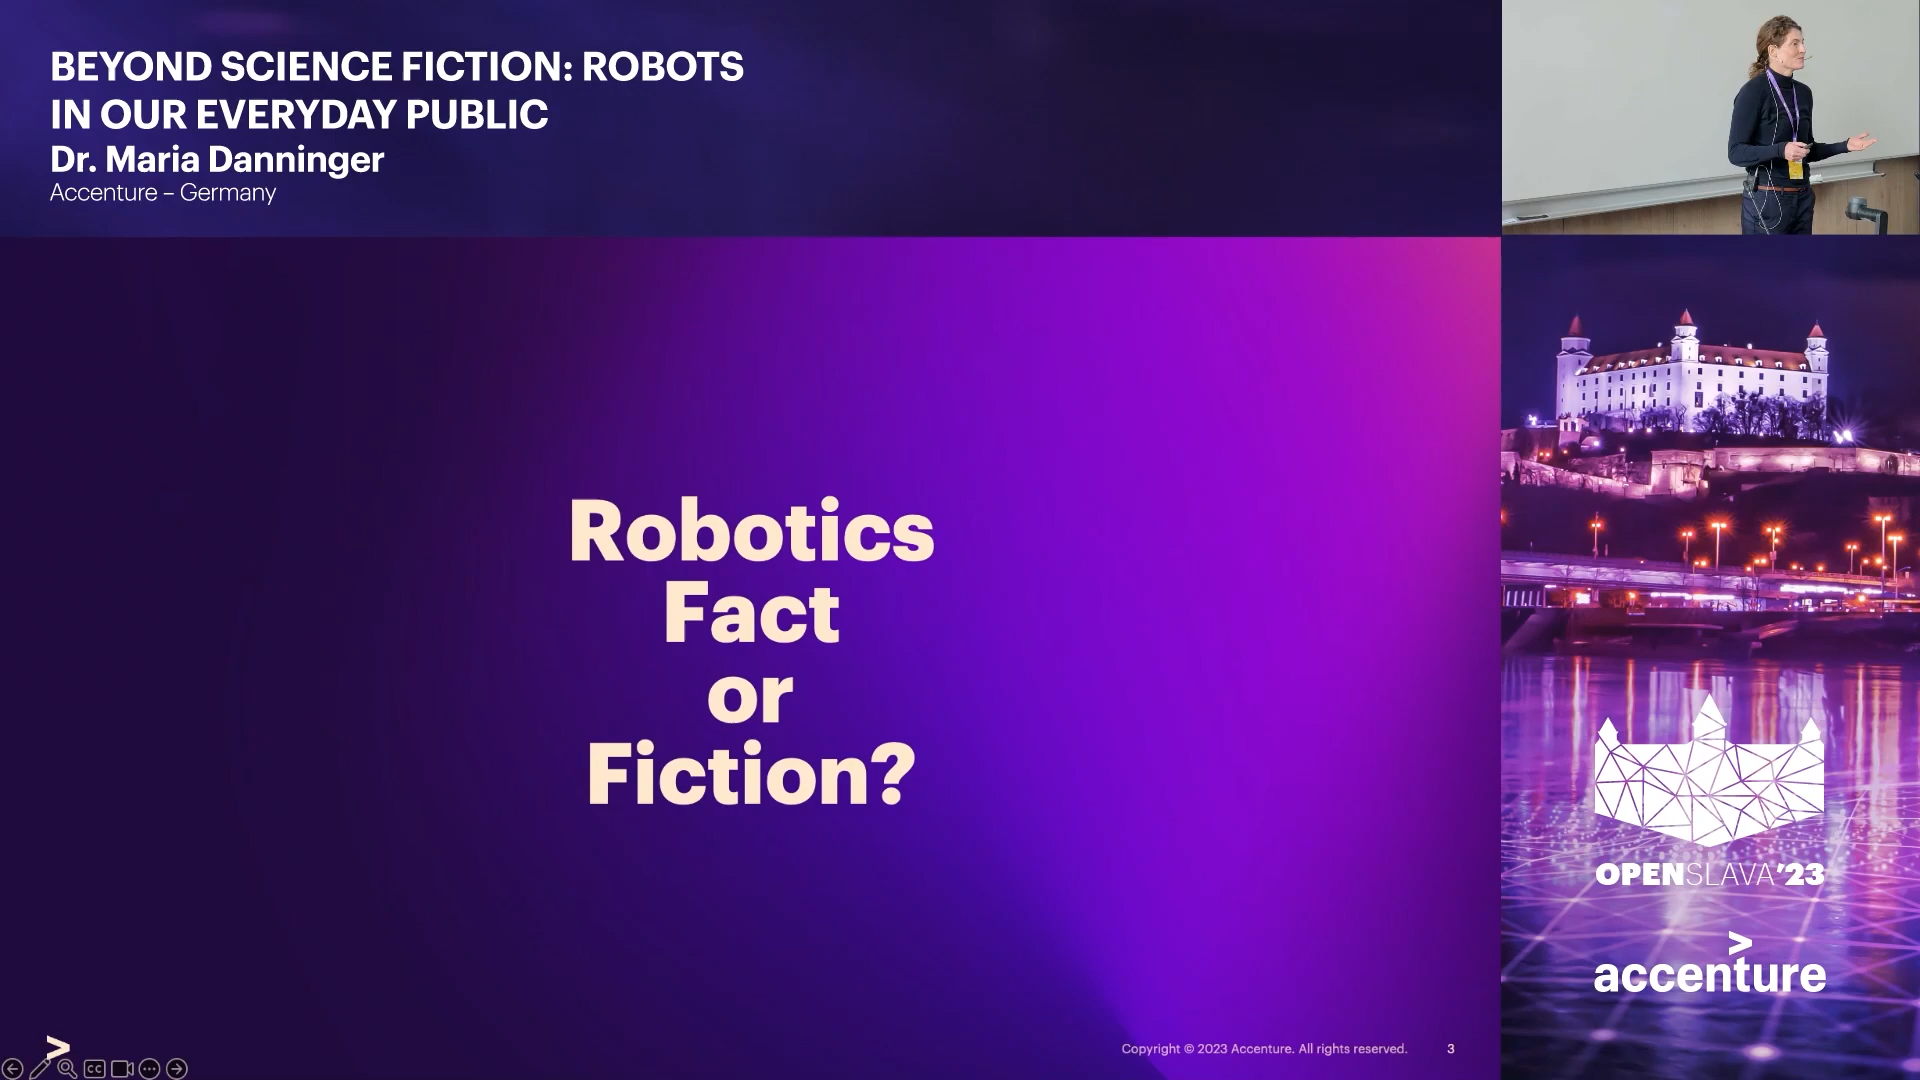 BEYOND SCIENCE FICTION: ROBOTS
IN OUR EVERYDAY PUBLIC
Dr. Maria Danninger
Accenture – Germany
Robotics
Fact
or
Fiction?
OPENSLAVA'23
>
accenture
Copyright © 2023 Accenture. All rights reserved. 3
>
CC